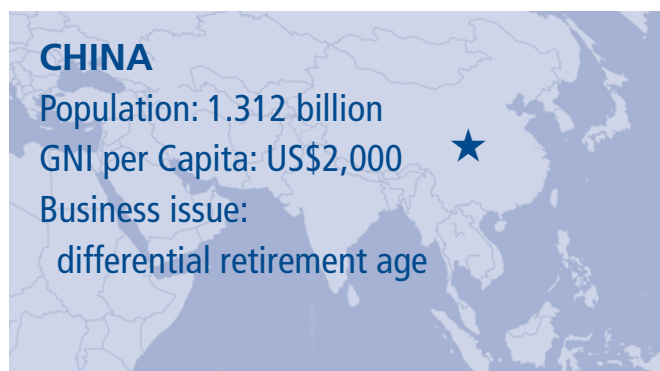 CHINA
Population: 1.312 billion
GNI per Capita: US$2,000
Business issue:
differential retirement age